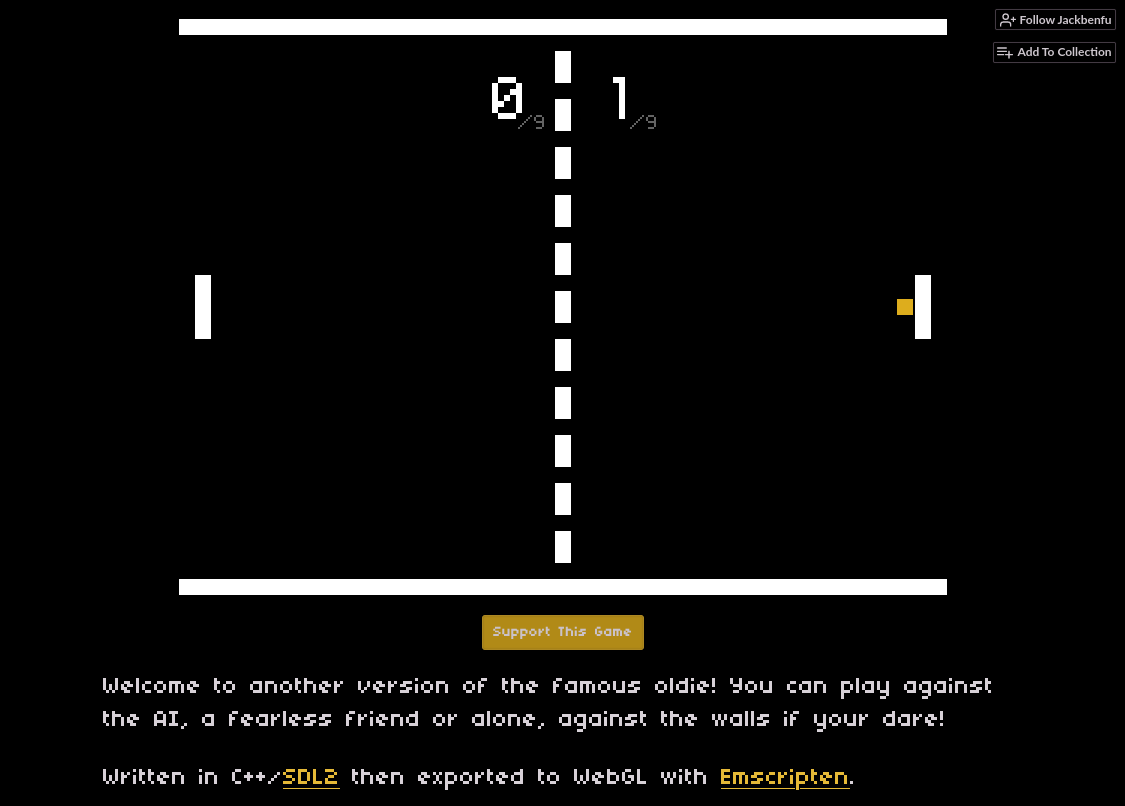 Follow Jackbenfu
Add To Collection
0/9 1/9
Support This Game
Welcome to another version of the famous oldie! You can play against
the AI, a fearless friend or alone, against the walls if your dare!
Written in C++/SDL2 then exported to WebGL with Emscripten.